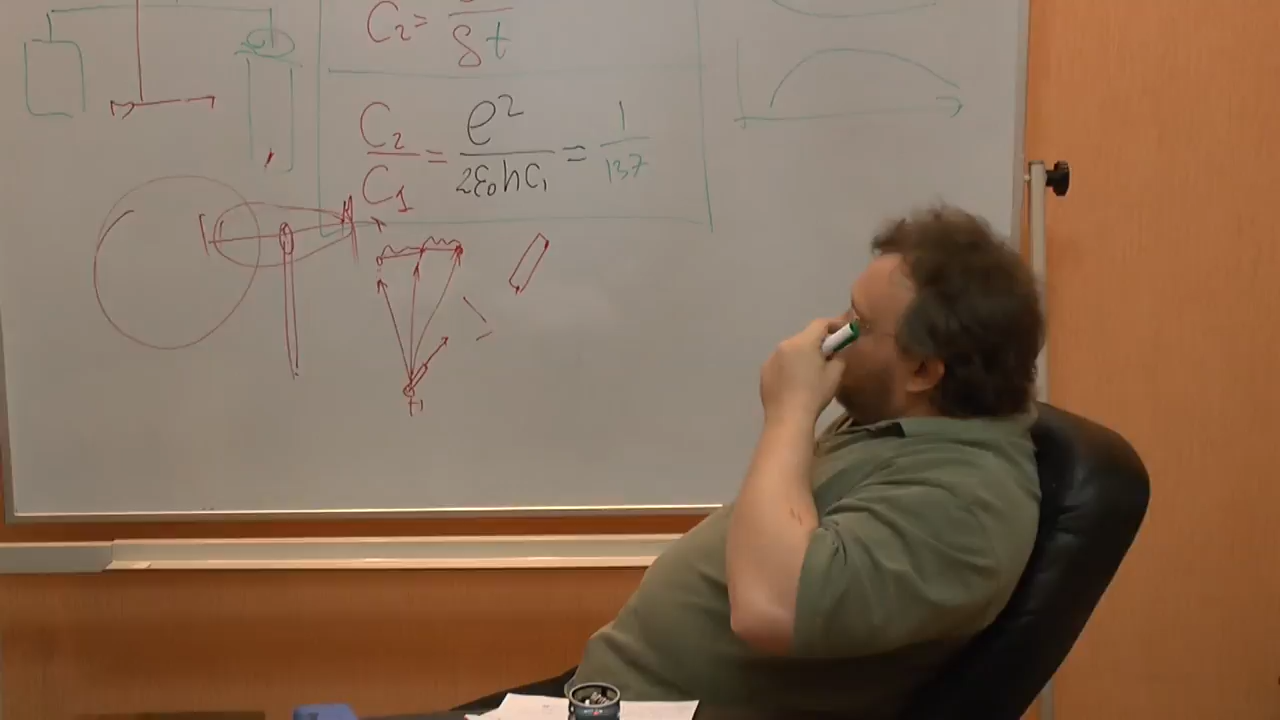 C₂ = / δt
C₂/C₁ = e²/2ε₀hC₁ = 1/137